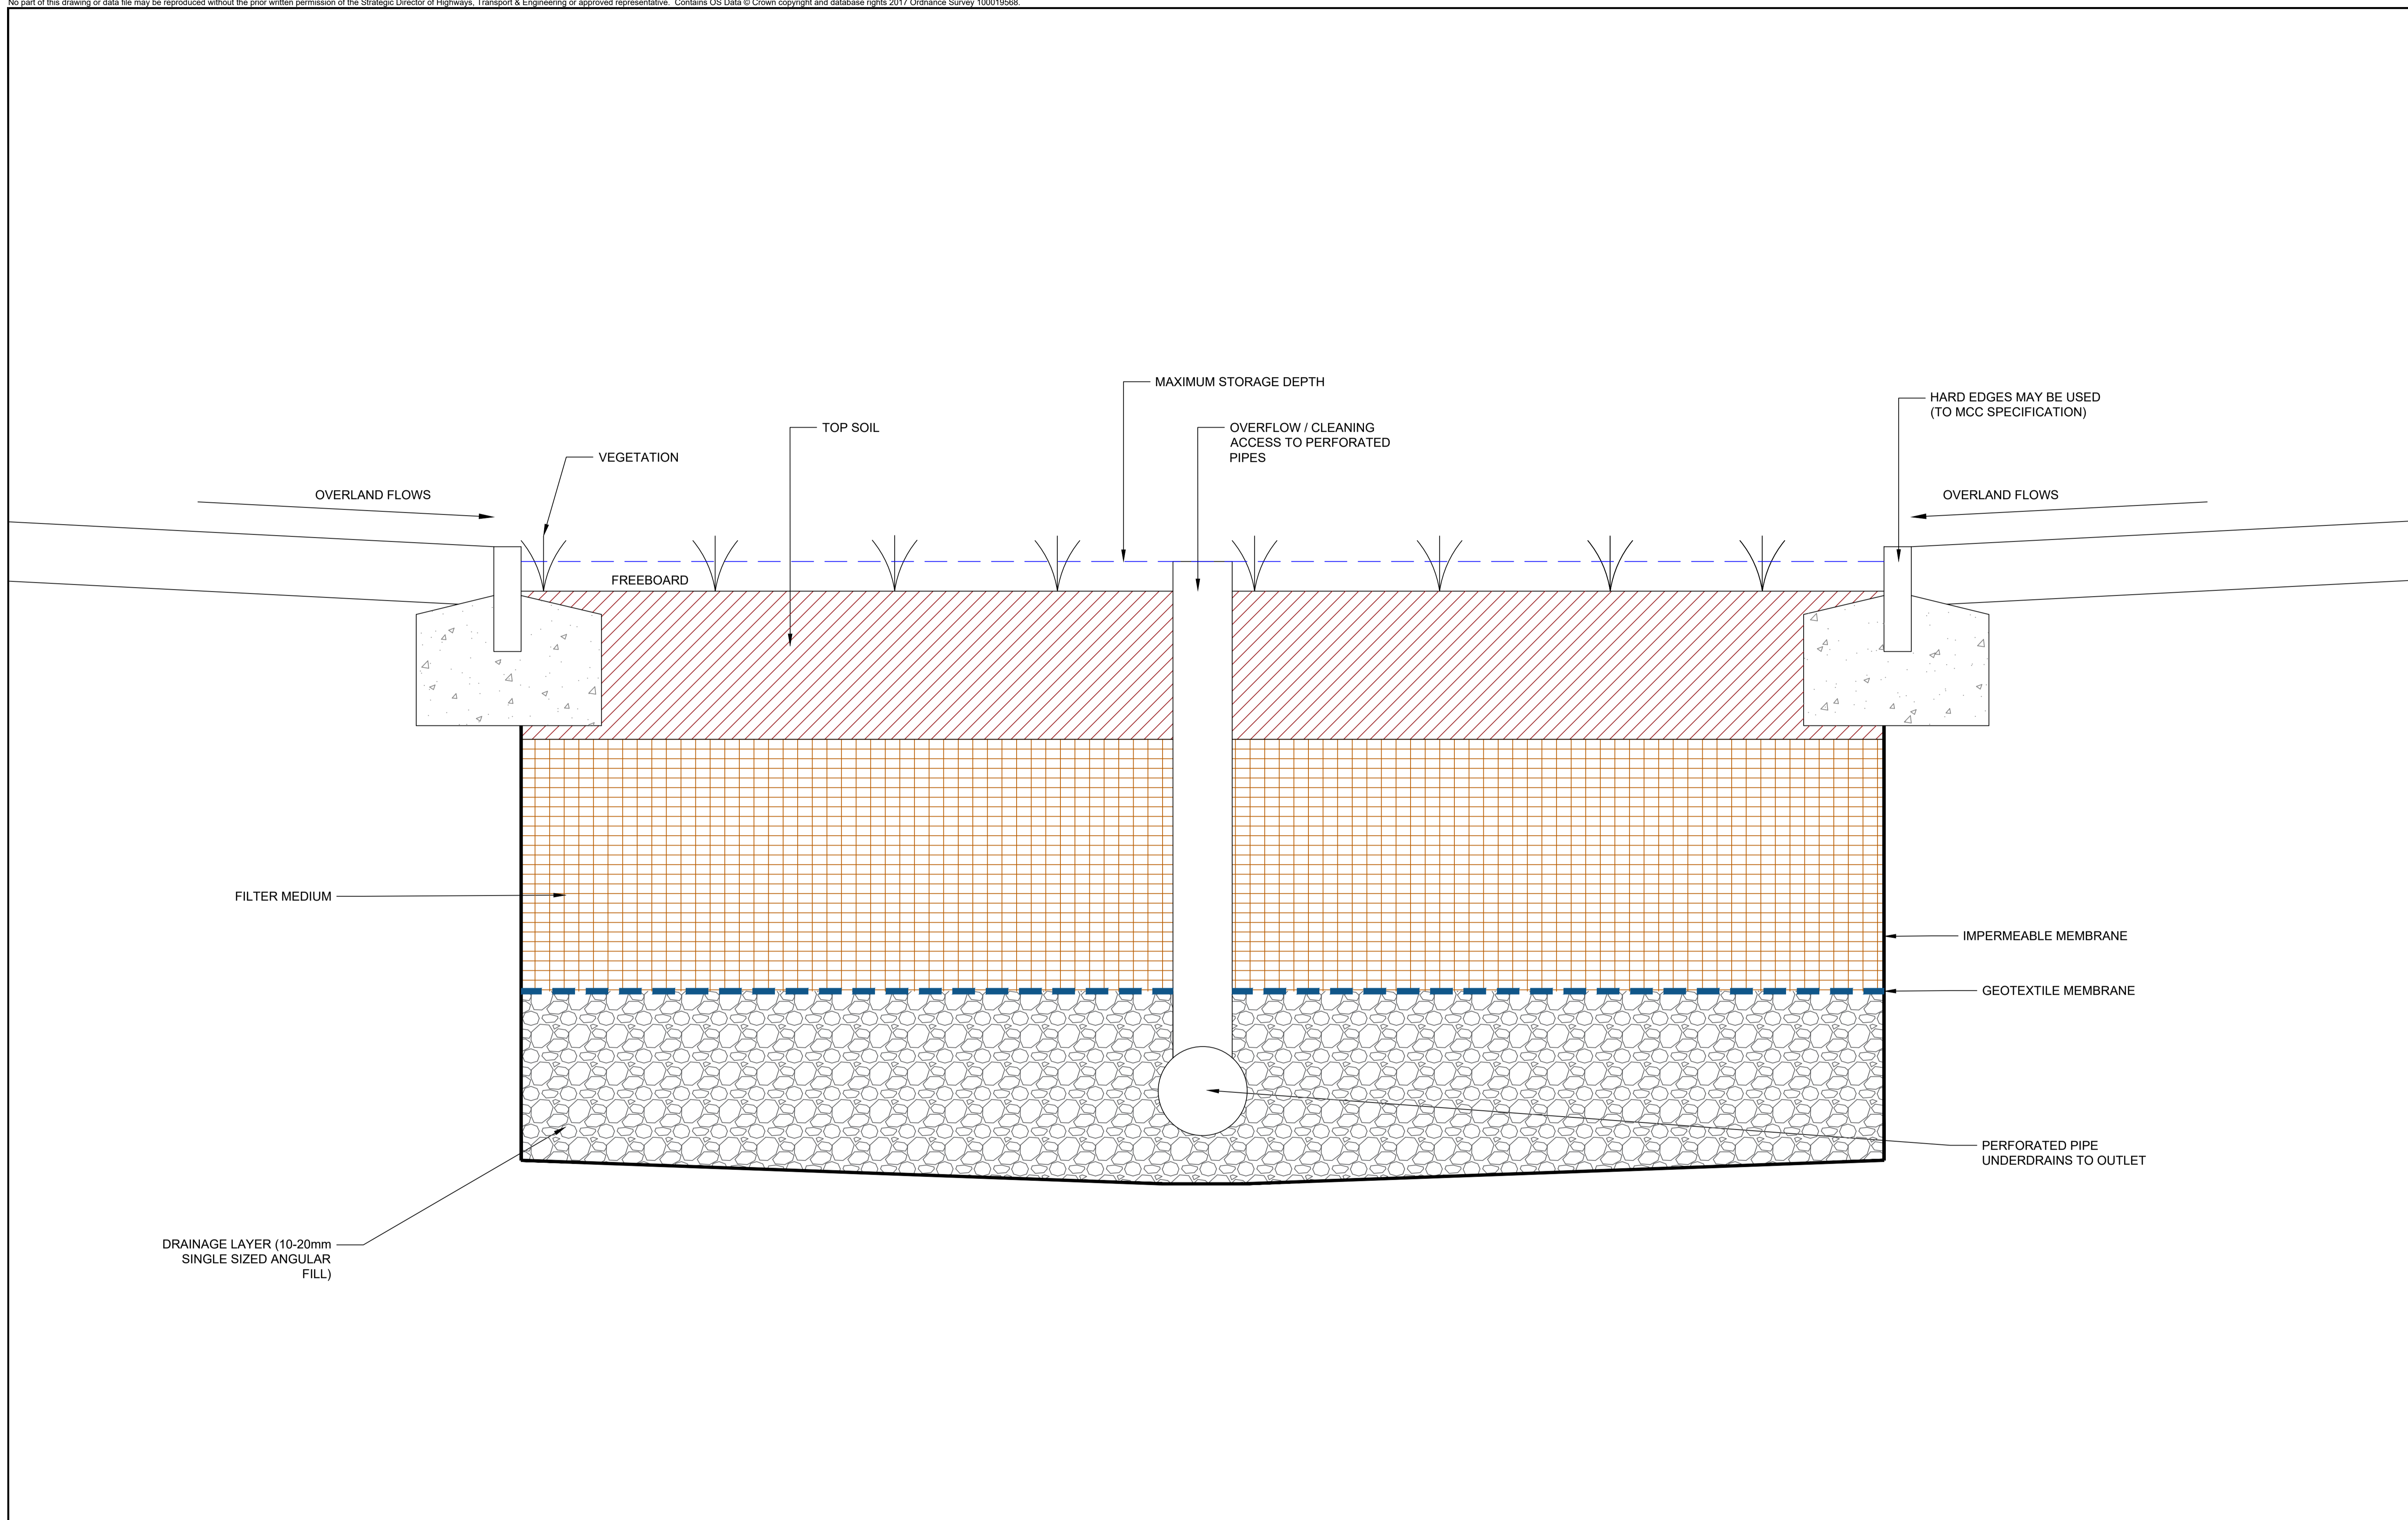 No part of this drawing or data file may be reproduced without the prior written permission of the Strategic Director of Highways, Transport & Engineering or approved representative. Contains OS Data © Crown copyright and database rights 2017 Ordnance Survey 100019568.
MAXIMUM STORAGE DEPTH
HARD EDGES MAY BE USED
(TO MCC SPECIFICATION)
TOP SOIL
OVERFLOW / CLEANING
ACCESS TO PERFORATED
PIPES
VEGETATION
OVERLAND FLOWS
OVERLAND FLOWS
FREEBOARD
FILTER MEDIUM
IMPERMEABLE MEMBRANE
GEOTEXTILE MEMBRANE
PERFORATED PIPE
UNDERDRAINS TO OUTLET
DRAINAGE LAYER (10-20mm
SINGLE SIZED ANGULAR
FILL)